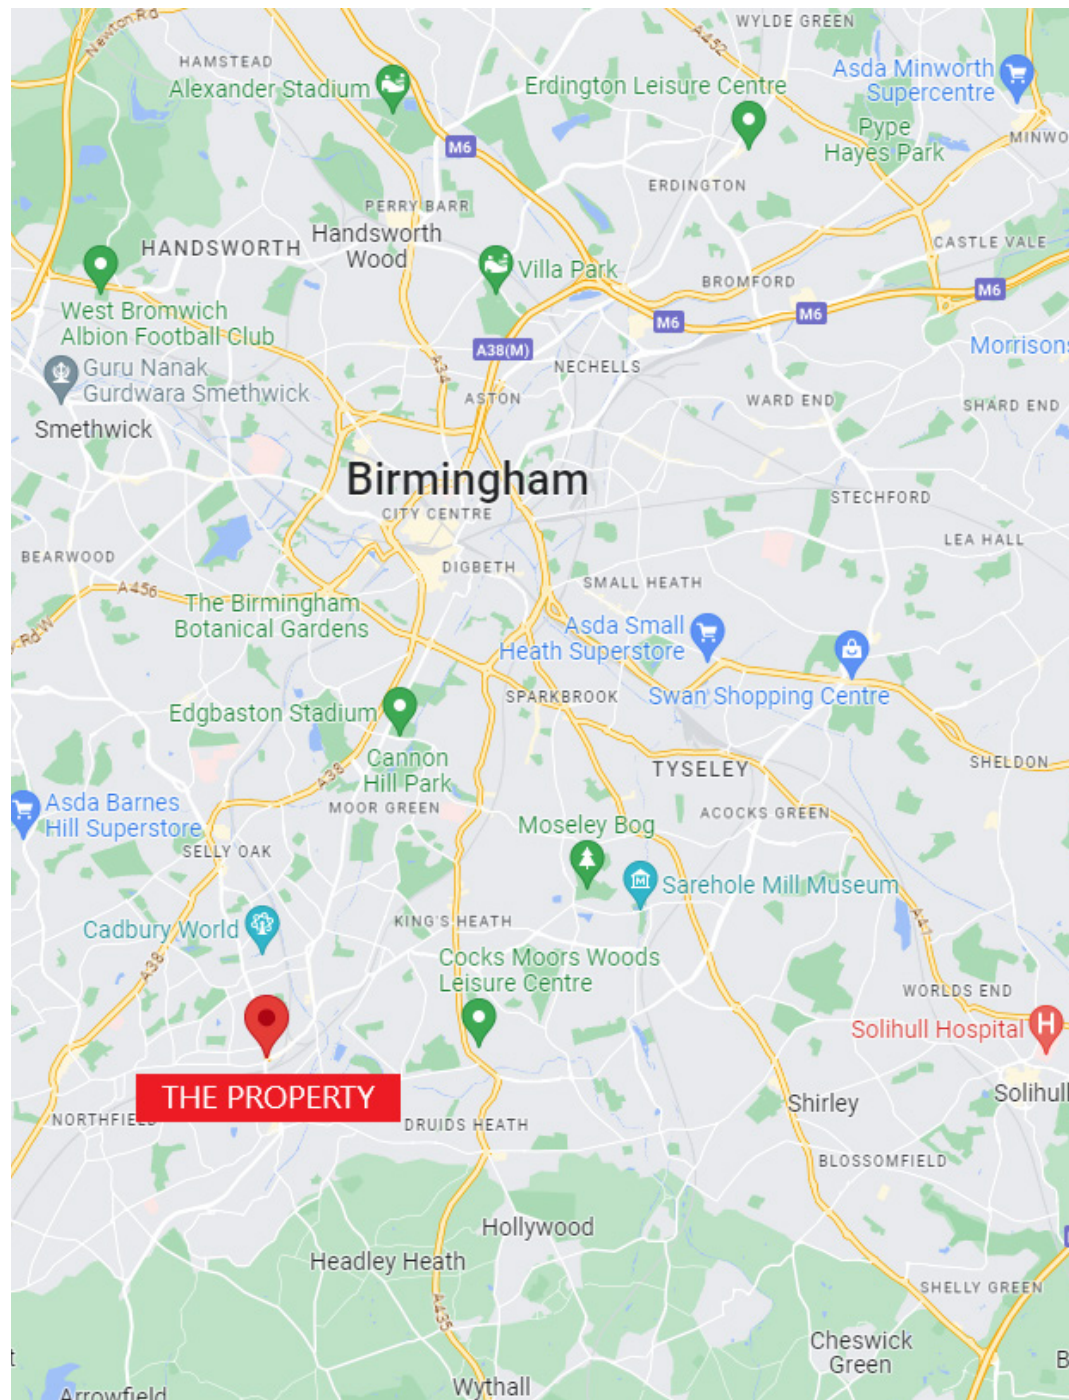 WYLDE GREEN
Newton Rd
A452
HAMSTEAD
Alexander Stadium
Erdington Leisure Centre
Asda Minworth
Supercentre
Pype
Hayes Park
MINWO
M6
ERDINGTON
PERRY BARR
HANDSWORTH
Handsworth
Wood
CASTLE VALE
Villa Park
BROMFORD
M6
West Bromwich
Albion Football Club
M6
M6
A38(M)
Morrisons
Guru Nanak
Gurdwara Smethwick
A34
NECHELLS
ASTON
WARD END
SHARD END
Smethwick
Birmingham
CITY CENTRE
STECHFORD
BEARWOOD
LEA HALL
DIGBETH
SMALL HEATH
A456
The Birmingham
Botanical Gardens
Rd W
Asda Small
Heath Superstore
SPARKBROOK
Swan Shopping Centre
Edgbaston Stadium
Cannon
Hill Park
A38
TYSELEY
SHELDON
Asda Barnes
Hill Superstore
MOOR GREEN
ACOCKS GREEN
Moseley Bog
SELLY OAK
Sarehole Mill Museum
Cadbury World
KING'S HEATH
A41
A38
Cocks Moors Woods
Leisure Centre
WORLDS END
Solihull Hospital
H
THE PROPERTY
Solihull
Shirley
NORTHFIEL
DRUIDS HEATH
BLOSSOMFIELD
Hollywood
Headley Heath
SHELLY GREEN
A435
Cheswick
Green
t
B
Wythall
Arrowfield